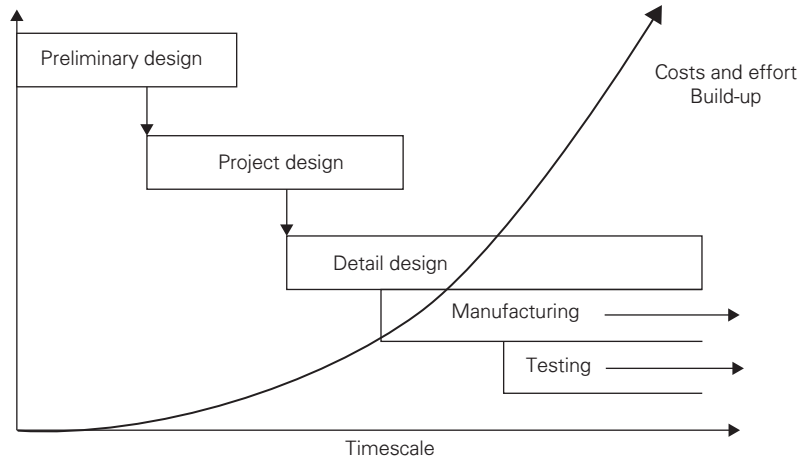 Preliminary design
Costs and effort
Build-up
Project design
Detail design
Manufacturing
Testing
Timescale